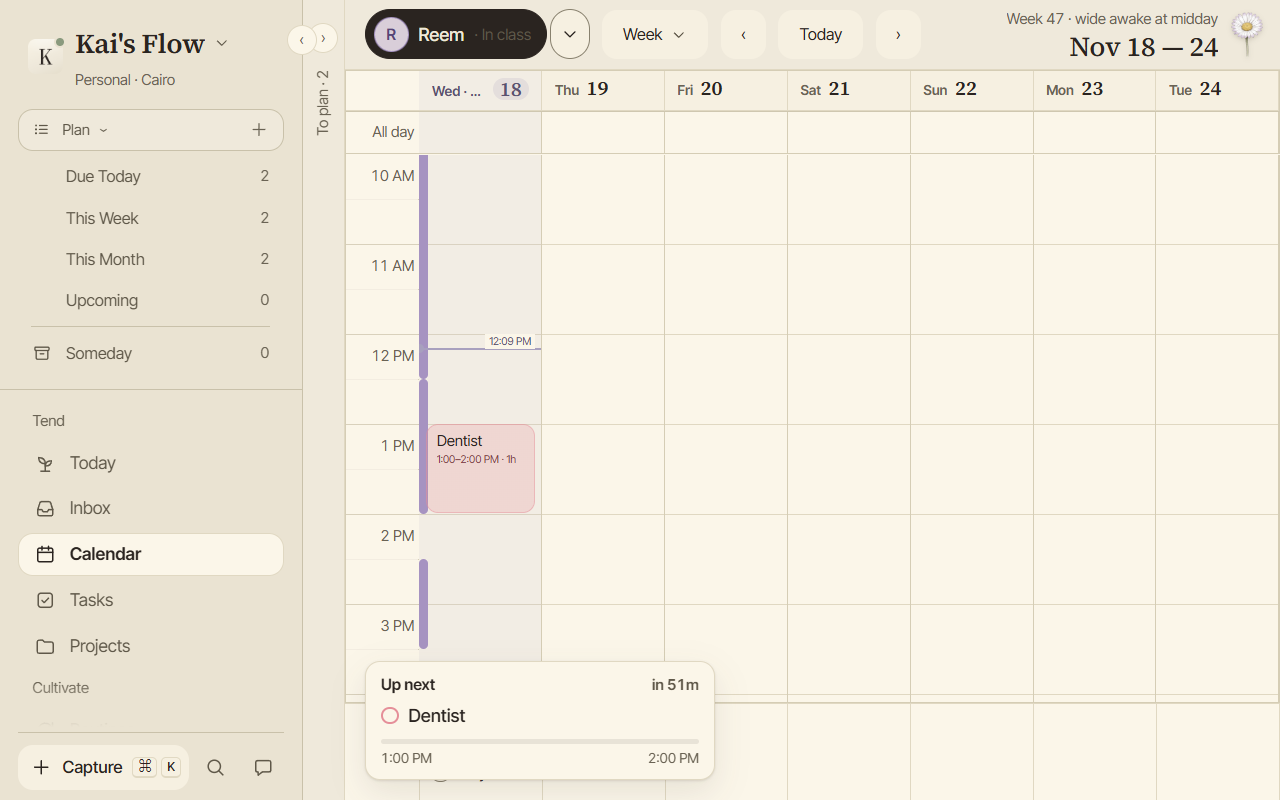 K
Kai's Flow
Personal · Cairo
Plan
Due Today 2
This Week 2
This Month 2
Upcoming 0
Someday 0
Tend
Today
Inbox
Calendar
Tasks
Projects
Cultivate
Capture ⌘ K
‹ ›
To plan · 2
R Reem · In class
Week
‹ Today ›
Week 47 · wide awake at midday
Nov 18 — 24
Wed · ... 18
Thu 19
Fri 20
Sat 21
Sun 22
Mon 23
Tue 24
All day
10 AM
11 AM
12:09 PM
12 PM
1 PM
Dentist
1:00–2:00 PM · 1h
2 PM
3 PM
Up next in 51m
Dentist
1:00 PM 2:00 PM